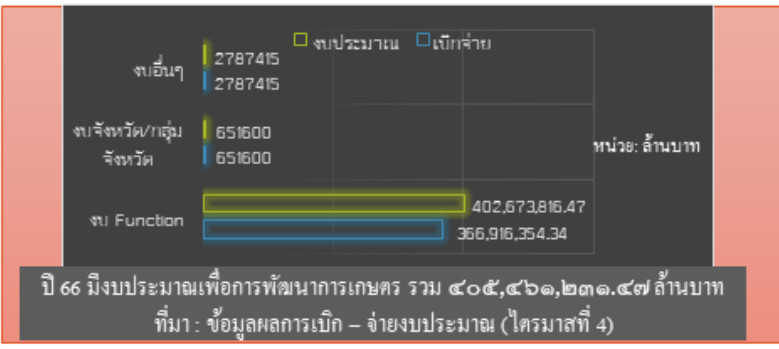 งบประมาณ เบิกจ่าย
งบอื่นๆ
2787415
2787415
งบจังหวัด/กลุ่ม
จังหวัด
651600
651600
หน่วย: ล้านบาท
งบ Function
402,673,816.47
366,916,354.34
ปี 66 มีงบประมาณเพื่อการพัฒนาการเกษตร รวม ๔๐๕,๔๖๑,๒๓๑.๔๗ ล้านบาท
ที่มา : ข้อมูลผลการเบิก – จ่ายงบประมาณ (ไตรมาสที่ 4)